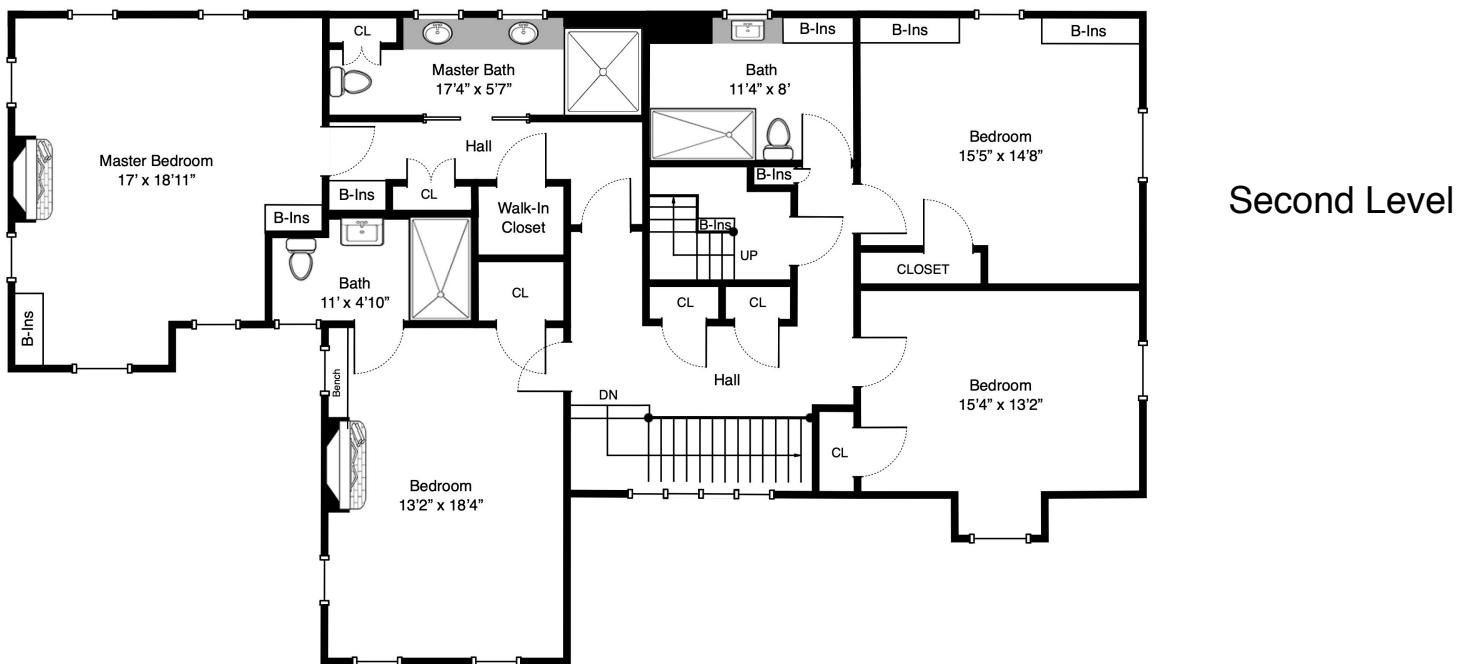 CL
B-Ins
B-Ins
B-Ins
Master Bath
17'4” x 5'7”
Bath
11'4” x 8'
Bedroom
15'5” x 14'8”
Hall
Master Bedroom
17' x 18'11”
B-Ins
B-Ins
CL
Walk-In
Closet
Second Level
B-Ins
B-Ins
UP
CLOSET
Bath
11' x 4'10”
CL
CL
CL
B-Ins
Bench
Hall
DN
Bedroom
15'4” x 13'2”
CL
Bedroom
13'2” x 18'4”